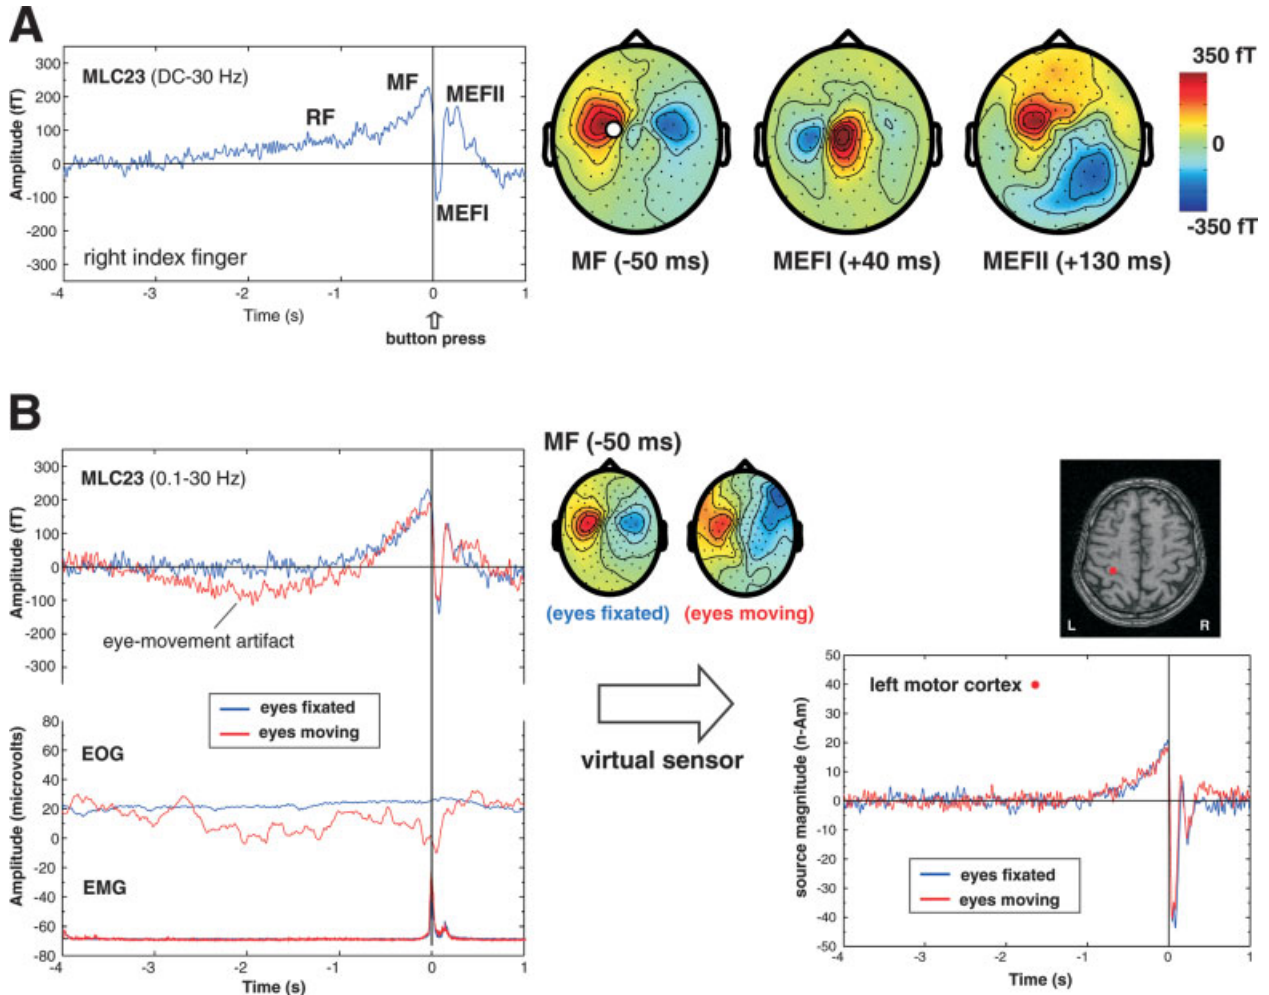 A
MLC23 (DC-30 Hz)
RF
MF
MEFII
MEFI
right index finger
Amplitude (fT)
300
200
100
0
-100
-200
-300
-4
-3
-2
-1
0
1
Time (s)
button press
MF (-50 ms)
MEFI (+40 ms)
MEFII (+130 ms)
350 fT
0
-350 fT
B
MLC23 (0.1-30 Hz)
Amplitude (fT)
300
200
100
0
-100
-200
-300
eye-movement artifact
eyes fixated
eyes moving
EOG
EMG
Amplitude (microvolts)
80
60
40
20
0
-20
-40
-60
-80
-4
-3
-2
-1
0
1
Time (s)
MF (-50 ms)
(eyes fixated)
(eyes moving)
virtual sensor
L
R
left motor cortex
source magnitude (n-Am)
50
40
30
20
10
0
-10
-20
-30
-40
-50
eyes fixated
eyes moving
-4
-3
-2
-1
0
1
Time (s)